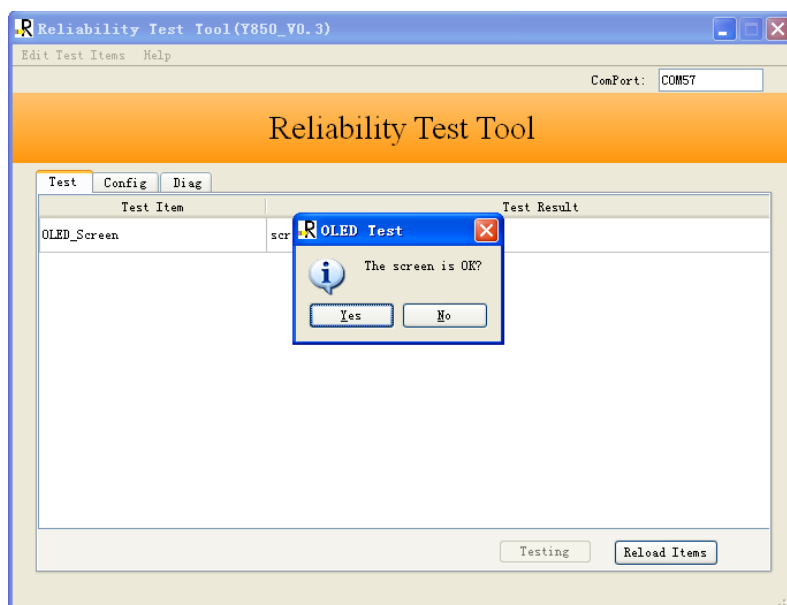 Reliability Test Tool(Y850_V0.3)
Edit Test Items Help
ComPort: COM57
Reliability Test Tool
Test Config Diag
Test Item Test Result
OLED_Screen scr
OLED Test
The screen is OK?
Yes No
Testing Reload Items